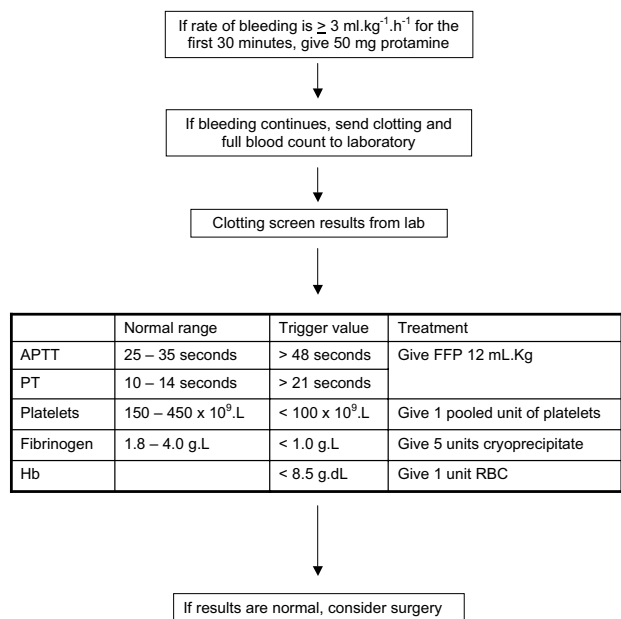 If rate of bleeding is ≥ 3 ml.kg⁻¹.h⁻¹ for the
first 30 minutes, give 50 mg protamine
If bleeding continues, send clotting and
full blood count to laboratory
Clotting screen results from lab
Normal range Trigger value Treatment
APTT 25 – 35 seconds > 48 seconds Give FFP 12 mL.Kg
PT 10 – 14 seconds > 21 seconds
Platelets 150 – 450 x 10⁹.L < 100 x 10⁹.L Give 1 pooled unit of platelets
Fibrinogen 1.8 – 4.0 g.L < 1.0 g.L Give 5 units cryoprecipitate
Hb < 8.5 g.dL Give 1 unit RBC
If results are normal, consider surgery